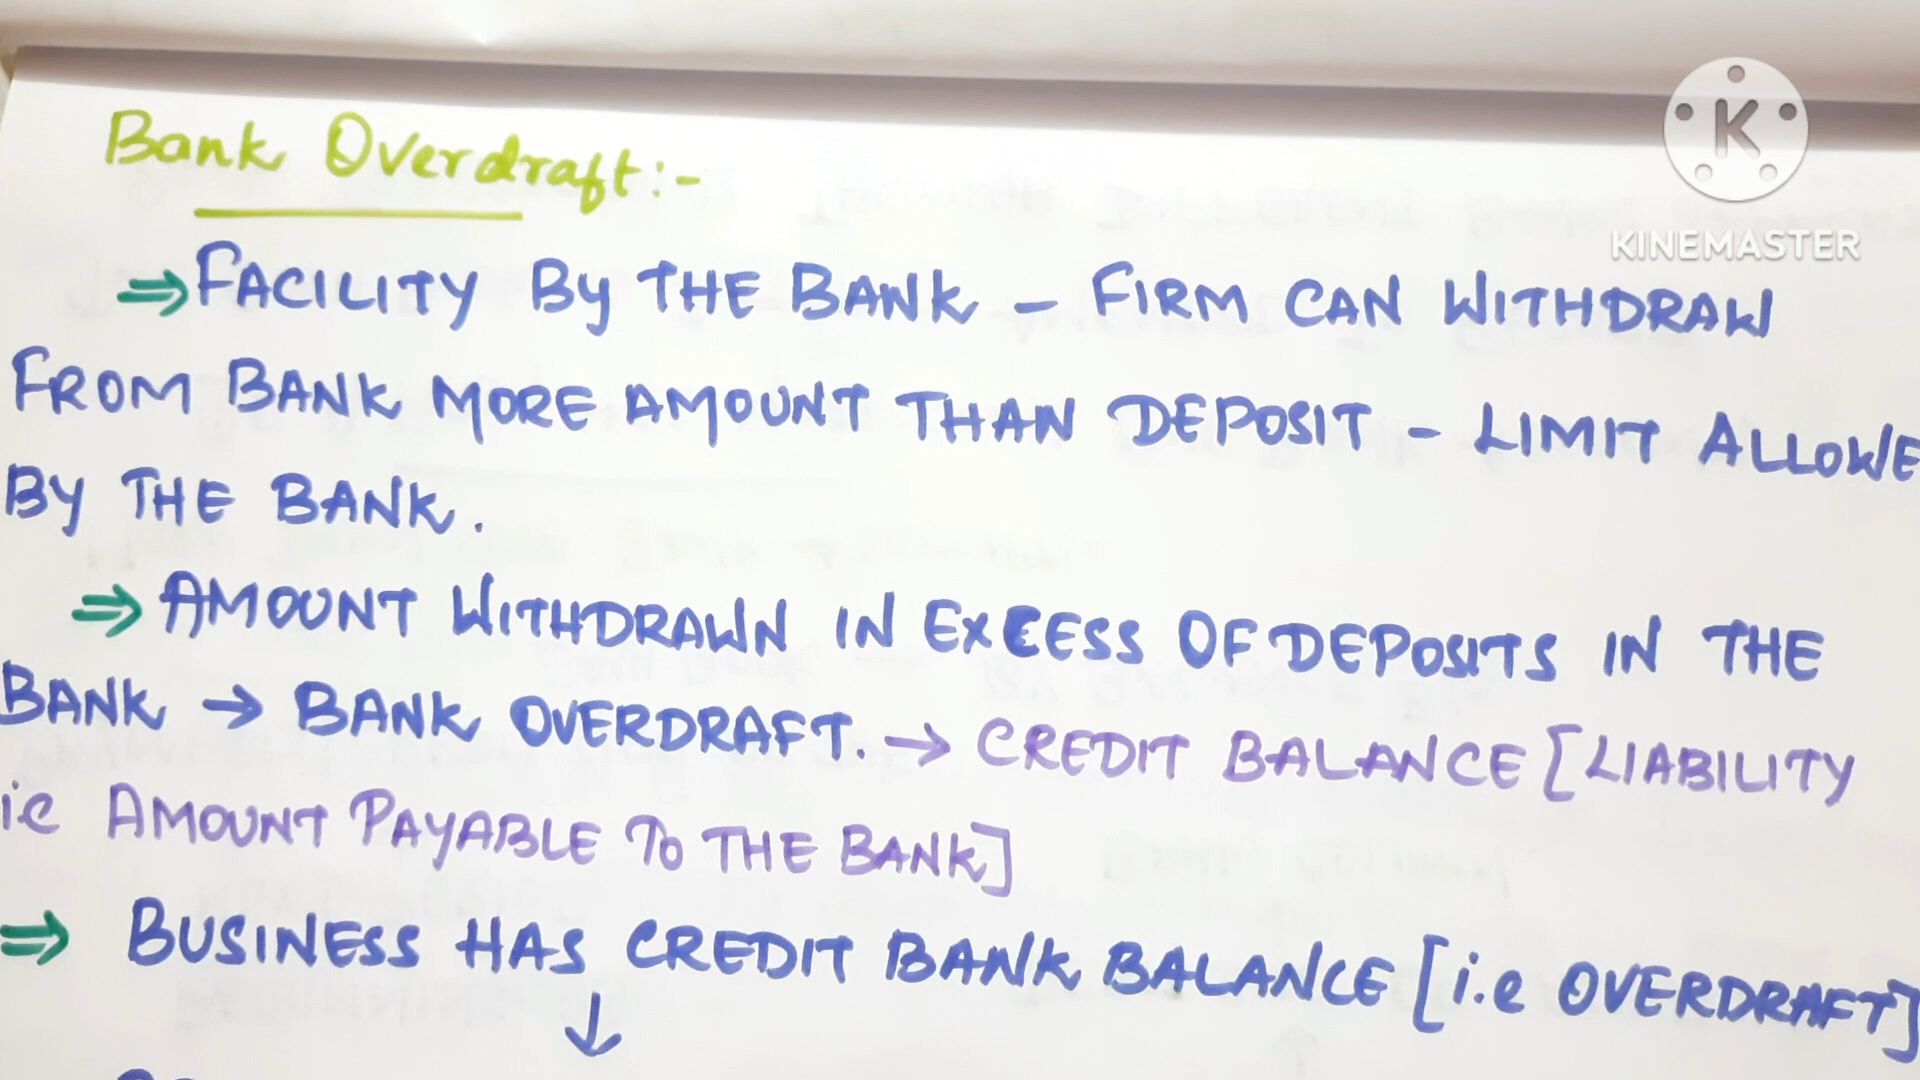 Bank Overdraft:-
⇒ FACILITY BY THE BANK - FIRM CAN WITHDRAW
FROM BANK MORE AMOUNT THAN DEPOSIT - LIMIT ALLOWE
BY THE BANK.
⇒ AMOUNT WITHDRAWN IN EXCESS OF DEPOSITS IN THE
BANK → BANK OVERDRAFT. → CREDIT BALANCE [LIABILITY
ie AMOUNT PAYABLE TO THE BANK]
⇒ BUSINESS HAS CREDIT BANK BALANCE [i.e OVERDRAFT]
↓
K
KINEMASTER